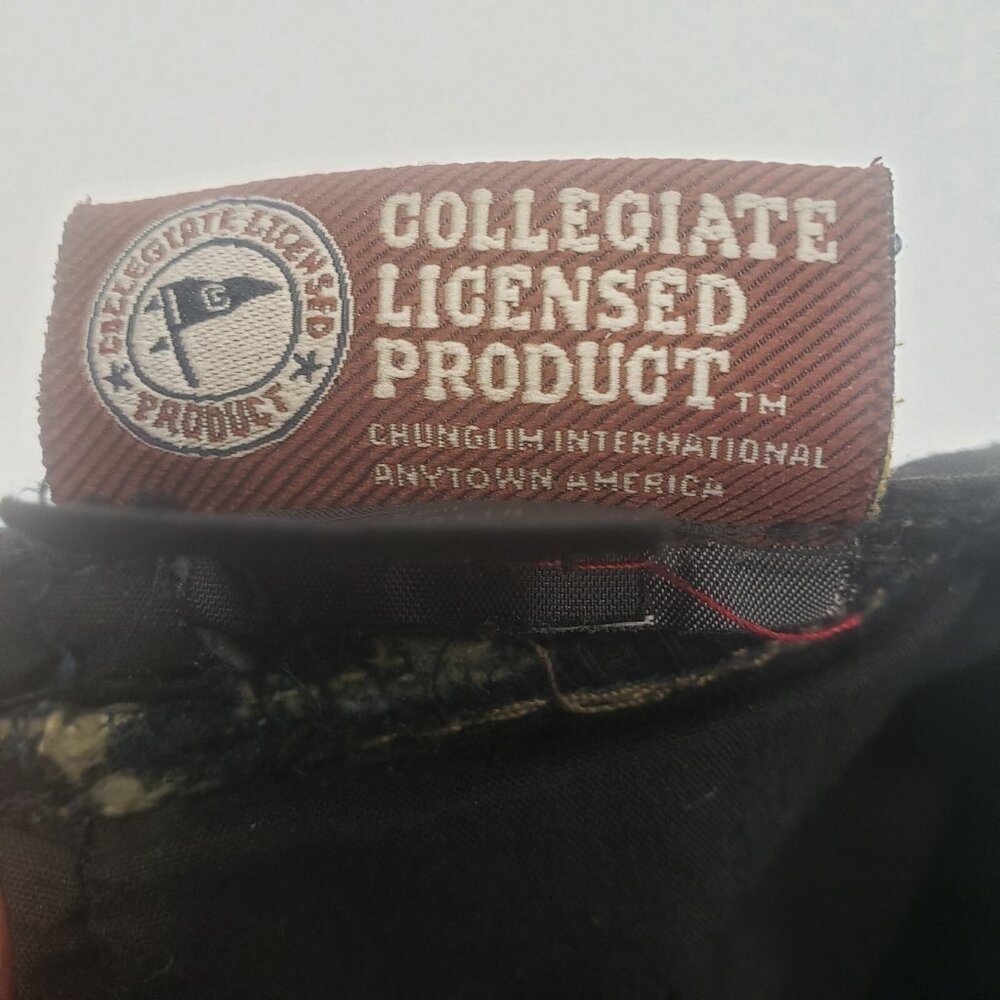 COLLEGIATE LICENSED
G
PRODUCT
COLLEGIATE
LICENSED
PRODUCT TM
CHUNGLIM INTERNATIONAL
ANYTOWN AMERICA